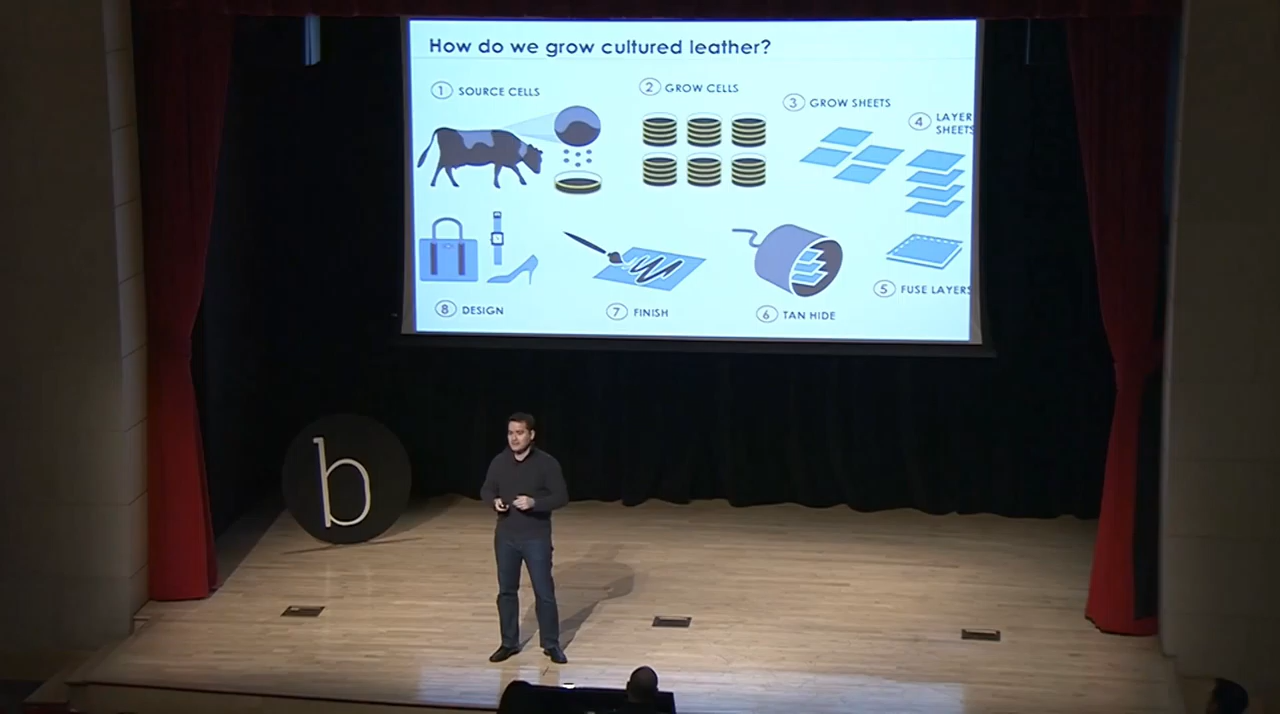 How do we grow cultured leather?
1 SOURCE CELLS
2 GROW CELLS
3 GROW SHEETS
4 LAYER
SHEETS
5 FUSE LAYERS
6 TAN HIDE
7 FINISH
8 DESIGN
b